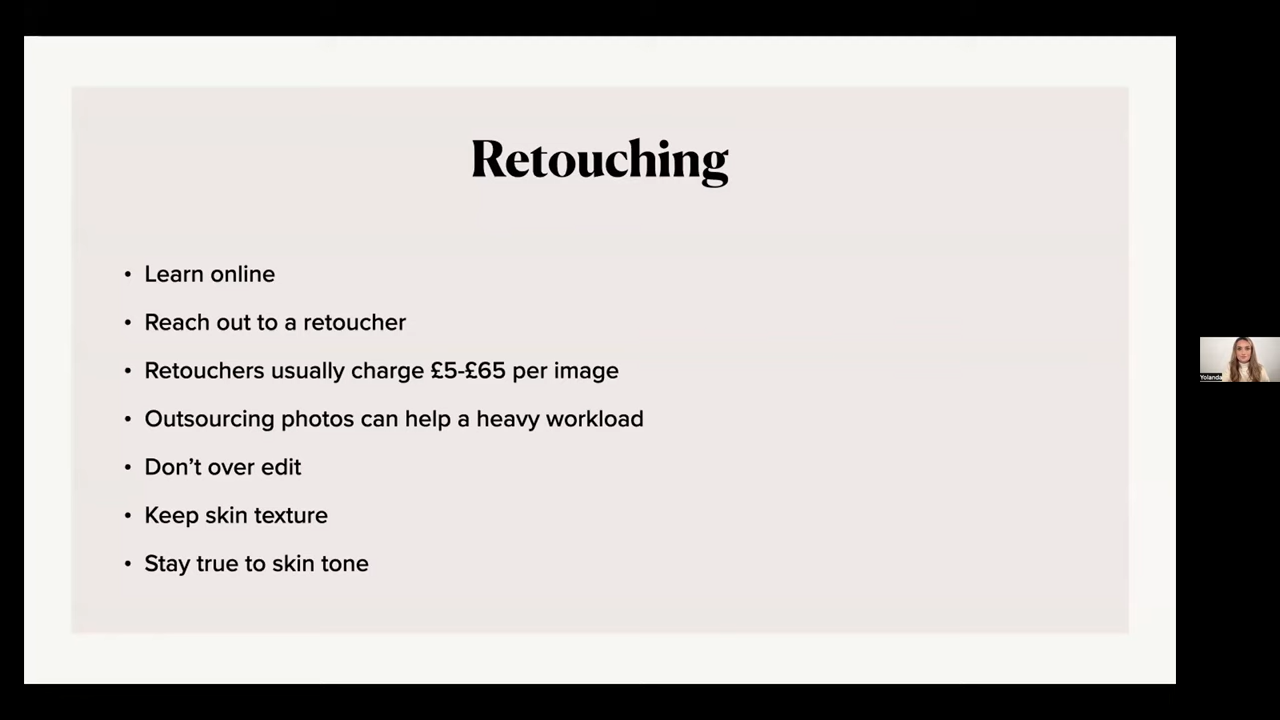 Retouching
• Learn online
• Reach out to a retoucher
• Retouchers usually charge £5-£65 per image
• Outsourcing photos can help a heavy workload
• Don’t over edit
• Keep skin texture
• Stay true to skin tone
Yolanda